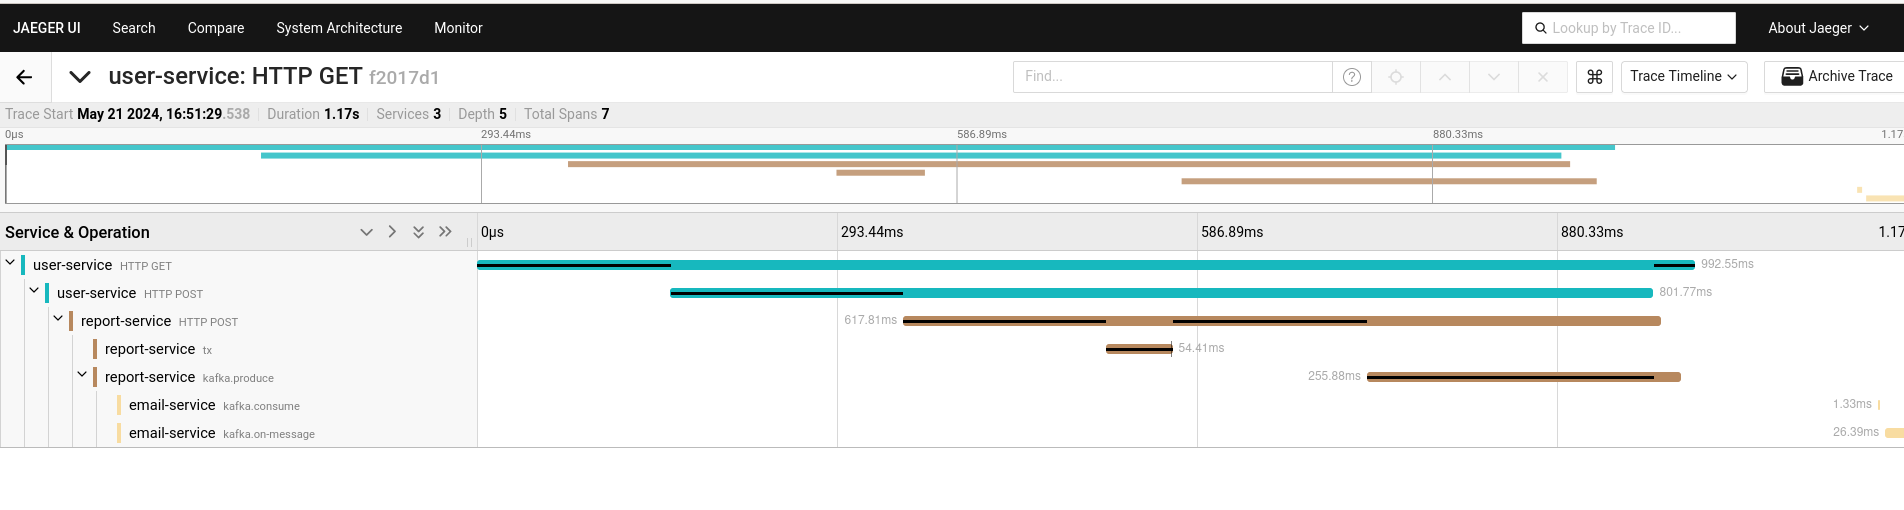 JAEGER UI Search Compare System Architecture Monitor Lookup by Trace ID... About Jaeger
user-service: HTTP GET f2017d1 Find... Trace Timeline Archive Trace
Trace Start May 21 2024, 16:51:29.538 Duration 1.17s Services 3 Depth 5 Total Spans 7
0μs 293.44ms 586.89ms 880.33ms 1.17
Service & Operation 0μs 293.44ms 586.89ms 880.33ms 1.17
user-service HTTP GET 992.55ms
user-service HTTP POST 801.77ms
report-service HTTP POST 617.81ms
report-service tx 54.41ms
report-service kafka.produce 255.88ms
email-service kafka.consume 1.33ms
email-service kafka.on-message 26.39ms